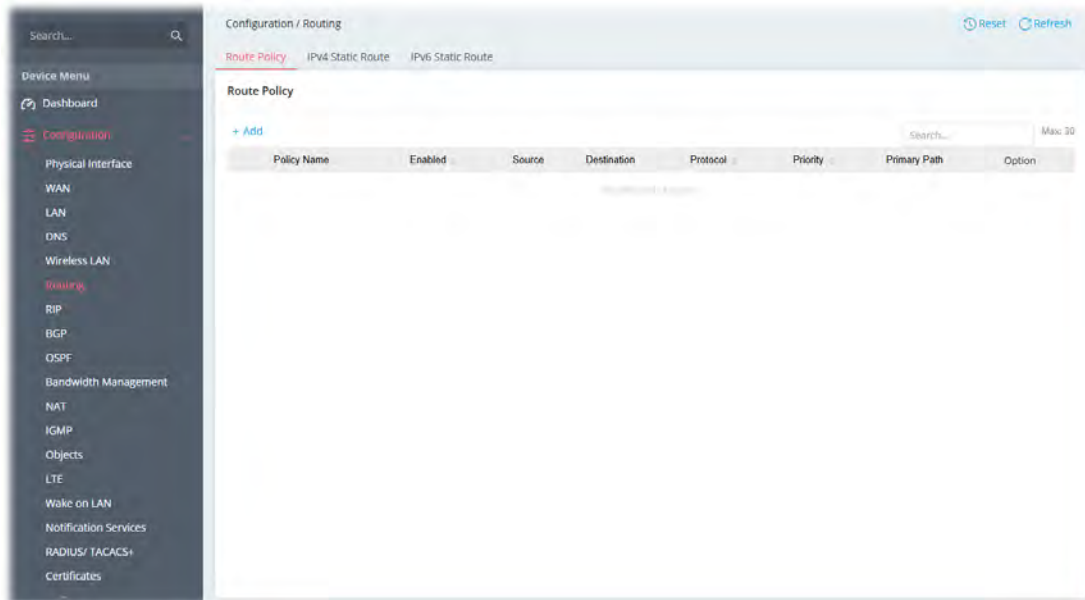 Search...
Device Menu
Dashboard
Configuration
Physical Interface
WAN
LAN
DNS
Wireless LAN
Routing
RIP
BGP
OSPF
Bandwidth Management
NAT
IGMP
Objects
LTE
Wake on LAN
Notification Services
RADIUS/ TACACS+
Certificates
Configuration / Routing
Reset Refresh
Route Policy IPv4 Static Route IPv6 Static Route
Route Policy
+ Add
Search...
Max: 30
Policy Name Enabled Source Destination Protocol Priority Primary Path Option